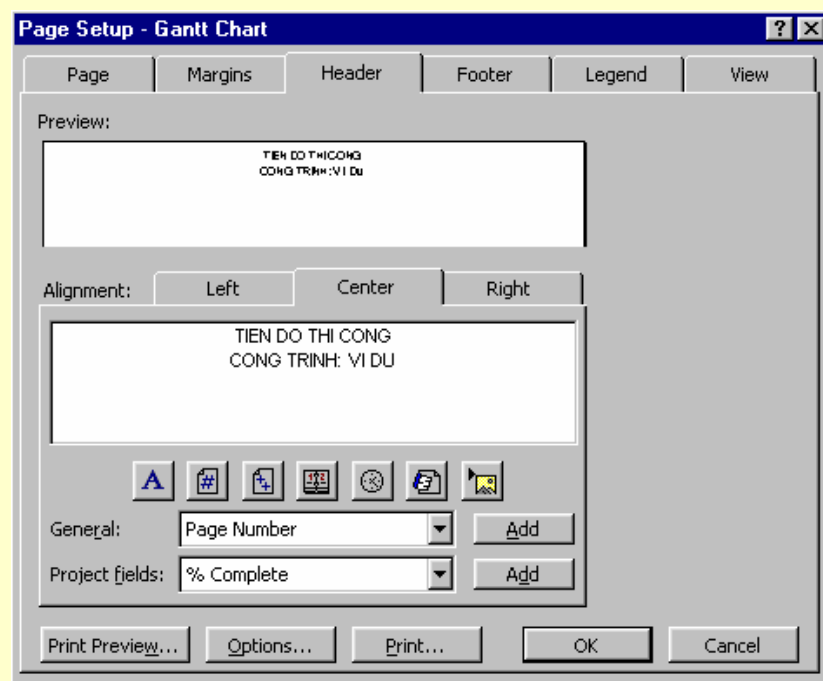 Page Setup - Gantt Chart
Page Margins Header Footer Legend View
Preview:
TIEN DO THI CONG
CONG TRINH: VI DU
Alignment: Left Center Right
TIEN DO THI CONG
CONG TRINH: VI DU
General: Page Number Add
Project fields: % Complete Add
Print Preview... Options... Print... OK Cancel